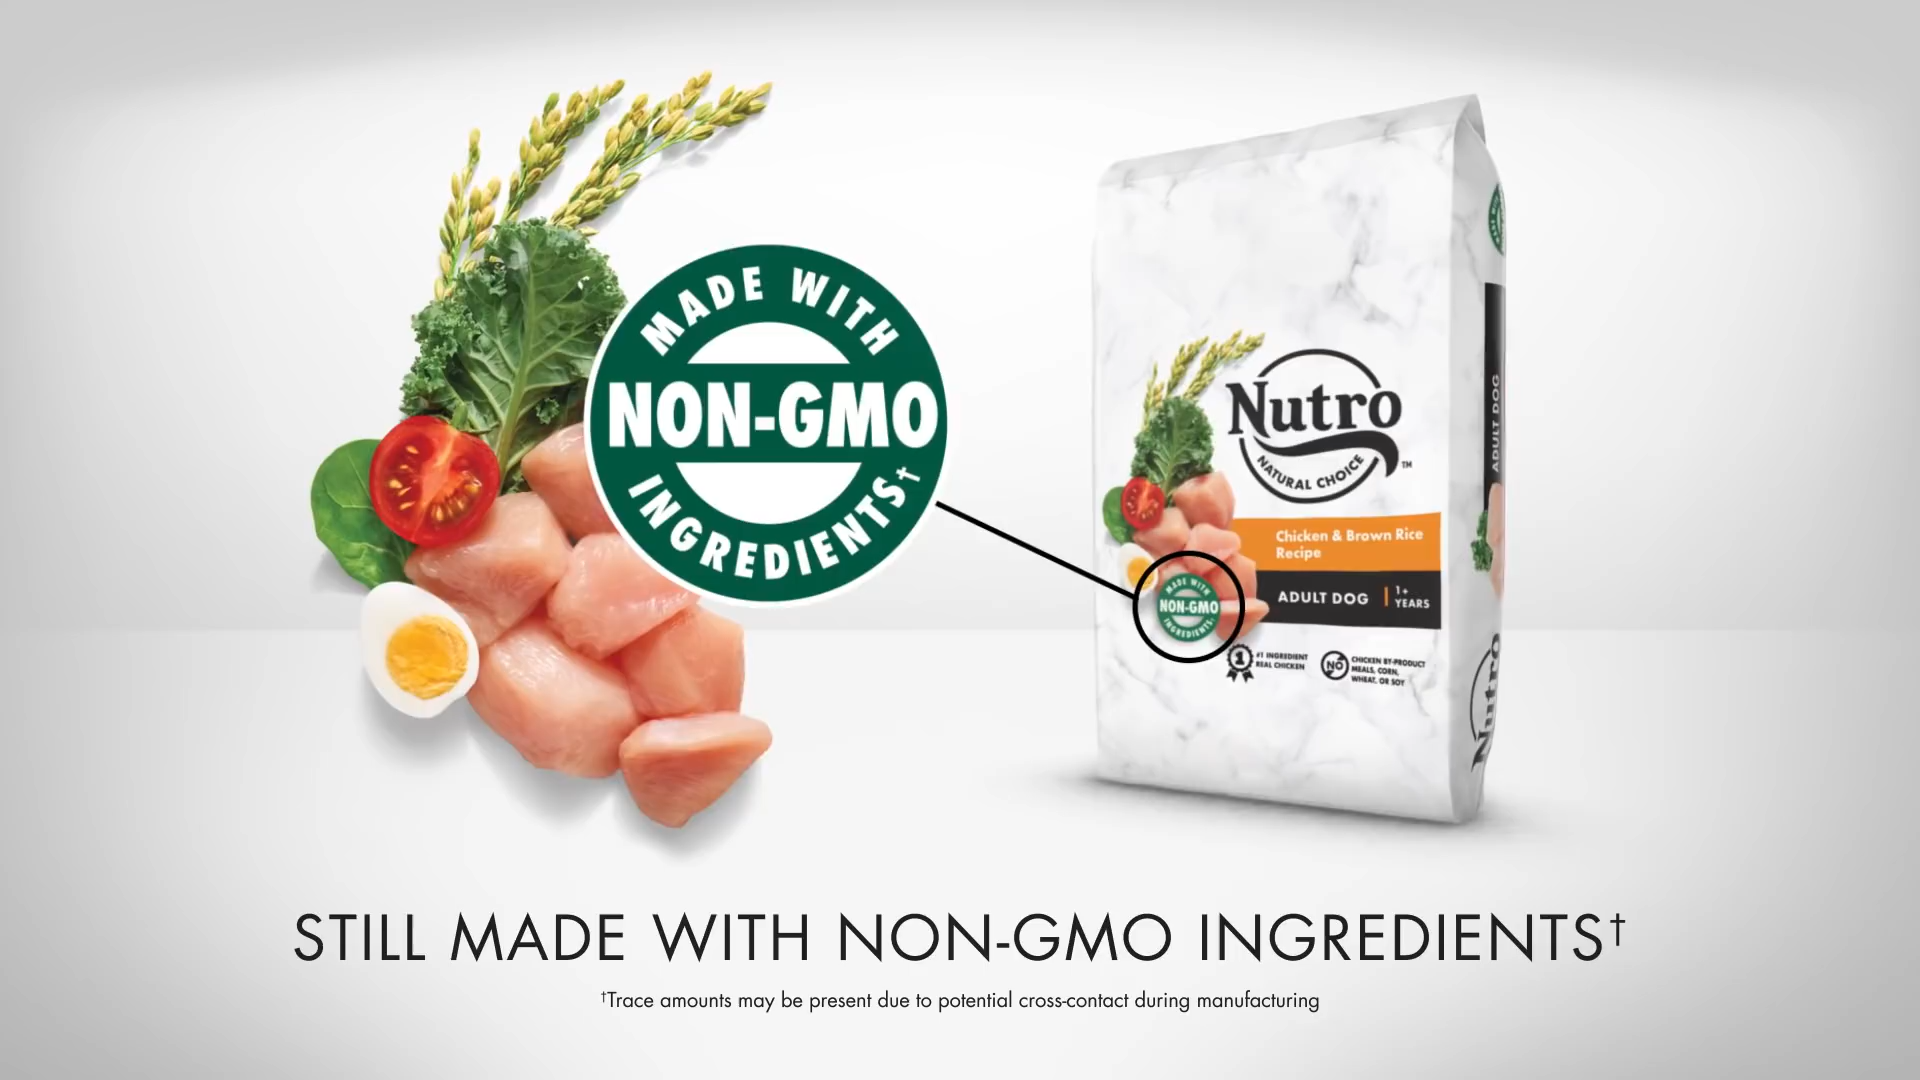 MADE WITH
NON-GMO
INGREDIENTS†
Nutro
NATURAL CHOICE
TM
Chicken & Brown Rice
Recipe
ADULT DOG
1+
YEARS
MADE WITH
NON-GMO
INGREDIENTS†
1
#1 INGREDIENT
REAL CHICKEN
NO
CHICKEN BY-PRODUCT
MEALS, CORN,
WHEAT, OR SOY
ADULT DOG
Nutro
STILL MADE WITH NON-GMO INGREDIENTS†
†Trace amounts may be present due to potential cross-contact during manufacturing